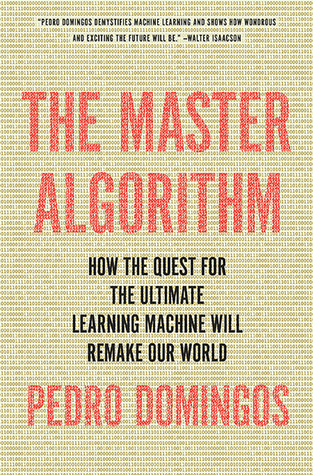 "PEDRO DOMINGOS DEMYSTIFIES MACHINE LEARNING AND SHOWS HOW WONDROUS
AND EXCITING THE FUTURE WILL BE." —WALTER ISAACSON
THE MASTER
ALGORITHM
HOW THE QUEST FOR
THE ULTIMATE
LEARNING MACHINE WILL
REMAKE OUR WORLD
PEDRO DOMINGOS